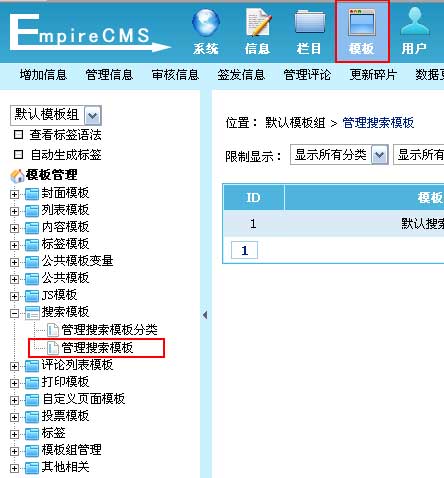 EmpireCMS
系统 信息 栏目 模板 用户
增加信息 管理信息 审核信息 签发信息 管理评论 更新碎片 数据
默认模板组
查看标签语法
自动生成标签
模板管理
封面模板
列表模板
内容模板
标签模板
公共模板变量
公共模板
JS模板
搜索模板
管理搜索模板分类
管理搜索模板
评论列表模板
打印模板
自定义页面模板
投票模板
标签
模板组管理
其他相关
位置： 默认模板组 > 管理搜索模板
限制显示： 显示所有分类 显示所有
ID 模板
1 默认搜
1